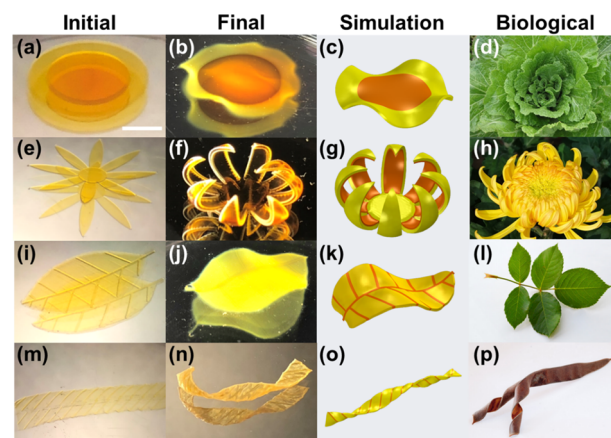 Initial Final Simulation Biological
(a) (b) (c) (d)
(e) (f) (g) (h)
(i) (j) (k) (l)
(m) (n) (o) (p)